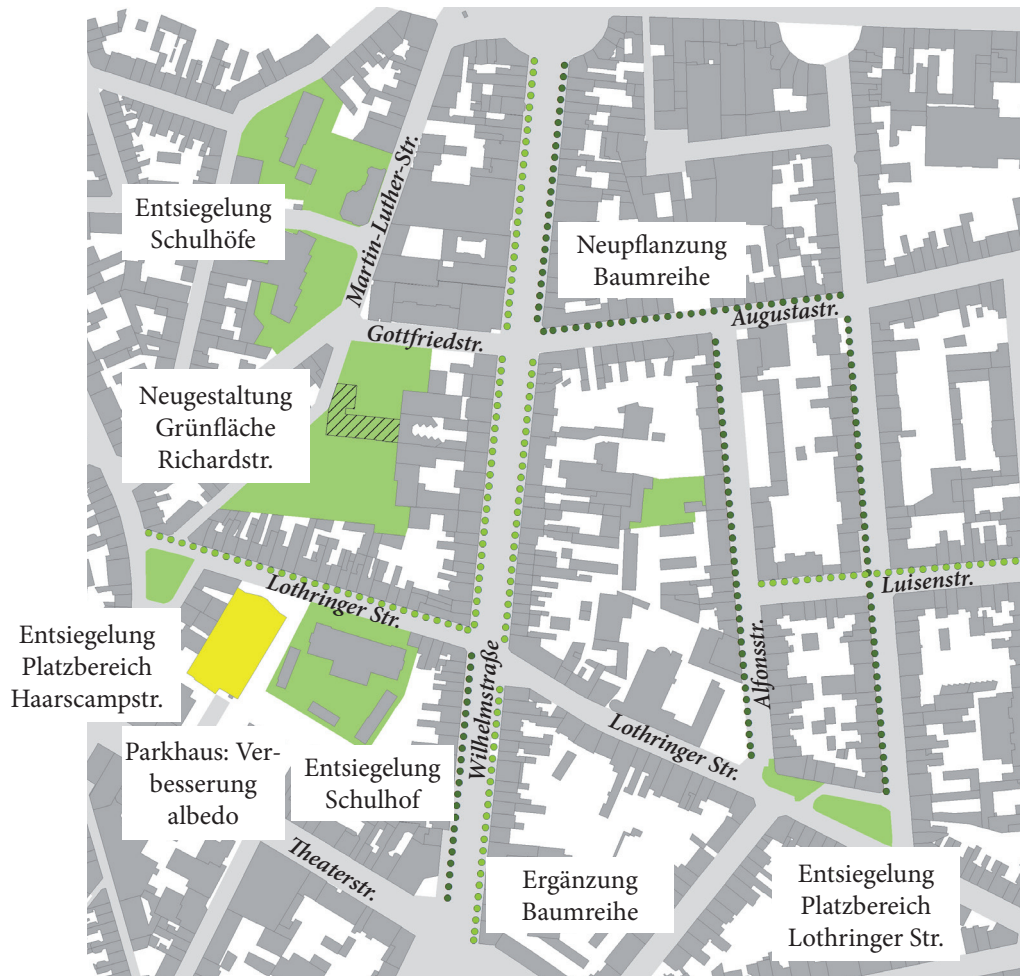 Martin-Luther-Str.
Entsiegelung
Schulhöfe
Neupflanzung
Baumreihe
Augustastr.
Gottfriedstr.
Neugestaltung
Grünfläche
Richardstr.
Luisenstr.
Lothringer Str.
Entsiegelung
Platzbereich
Haarscampstr.
Alfonsstr.
Wilhelmstraße
Lothringer Str.
Parkhaus: Ver-
besserung
albedo
Entsiegelung
Schulhof
Theaterstr.
Ergänzung
Baumreihe
Entsiegelung
Platzbereich
Lothringer Str.